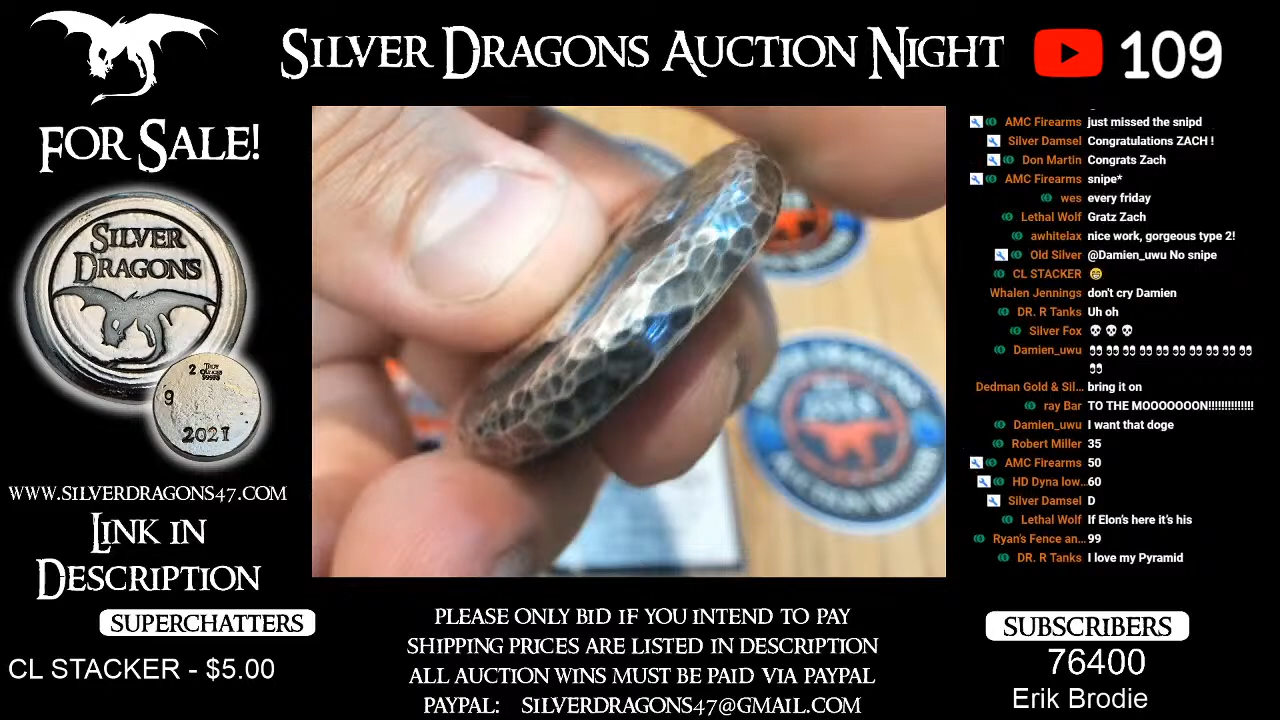 SILVER DRAGONS AUCTION NIGHT
109
FOR SALE!
SILVER
DRAGONS
2
TROY
OUNCES
9
2021
WWW.SILVERDRAGONS47.COM
LINK IN
DESCRIPTION
SUPERCHATTERS
CL STACKER - $5.00
AMC Firearms just missed the snipd
Silver Damsel Congratulations ZACH !
Don Martin Congrats Zach
AMC Firearms snipe*
wes every friday
Lethal Wolf Gratz Zach
awhitelax nice work, gorgeous type 2!
Old Silver @Damien_uwu No snipe
CL STACKER 😁
Whalen Jennings don't cry Damien
DR. R Tanks Uh oh
Silver Fox 💀💀💀
Damien_uwu 👀👀👀👀👀👀👀👀👀👀
👀
Dedman Gold & Sil... bring it on
ray Bar TO THE MOOOOOON!!!!!!!!!!!!!!
Damien_uwu I want that doge
Robert Miller 35
AMC Firearms 50
HD Dyna low... 60
Silver Damsel D
Lethal Wolf If Elon's here it's his
Ryan's Fence an... 99
DR. R Tanks I love my Pyramid
PLEASE ONLY BID IF YOU INTEND TO PAY
SHIPPING PRICES ARE LISTED IN DESCRIPTION
ALL AUCTION WINS MUST BE PAID VIA PAYPAL
PAYPAL: SILVERDRAGONS47@GMAIL.COM
SUBSCRIBERS
76400
Erik Brodie